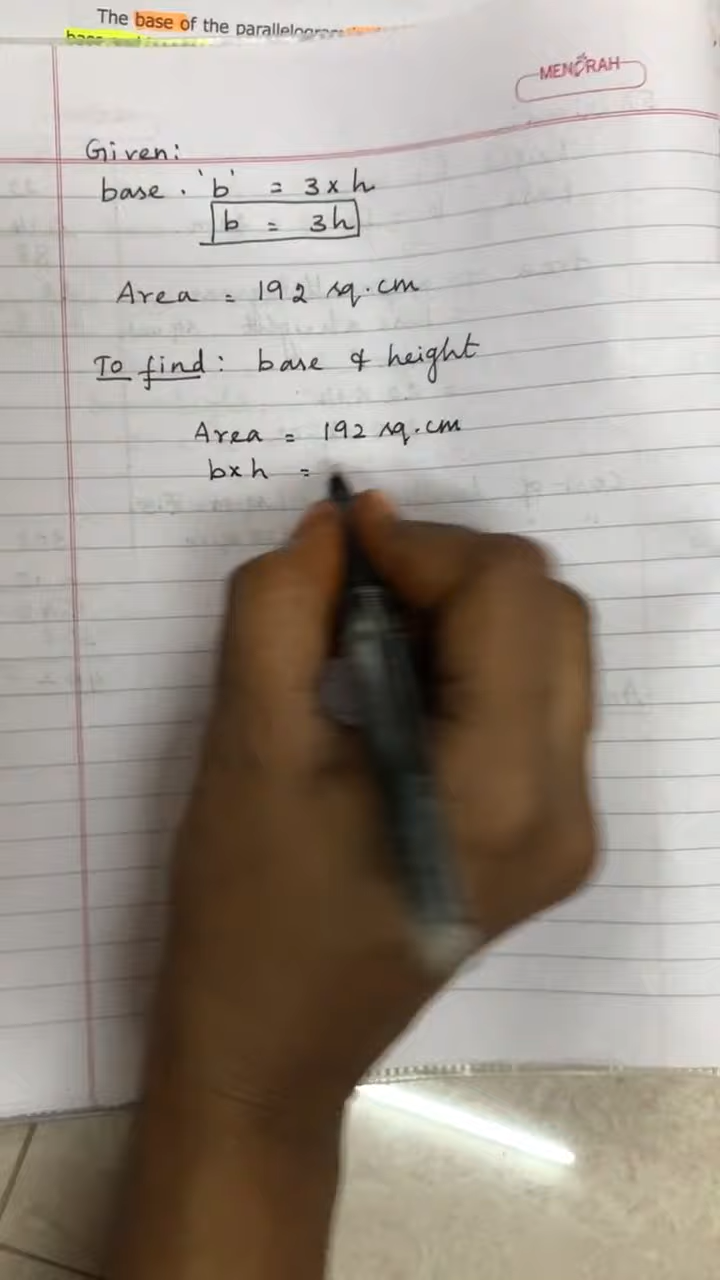 The base of the parallelogram
MENORAH
Given:
base . 'b' = 3 x h
b = 3h
Area = 192 sq.cm
To find: base & height
Area = 192 sq.cm
bxh =